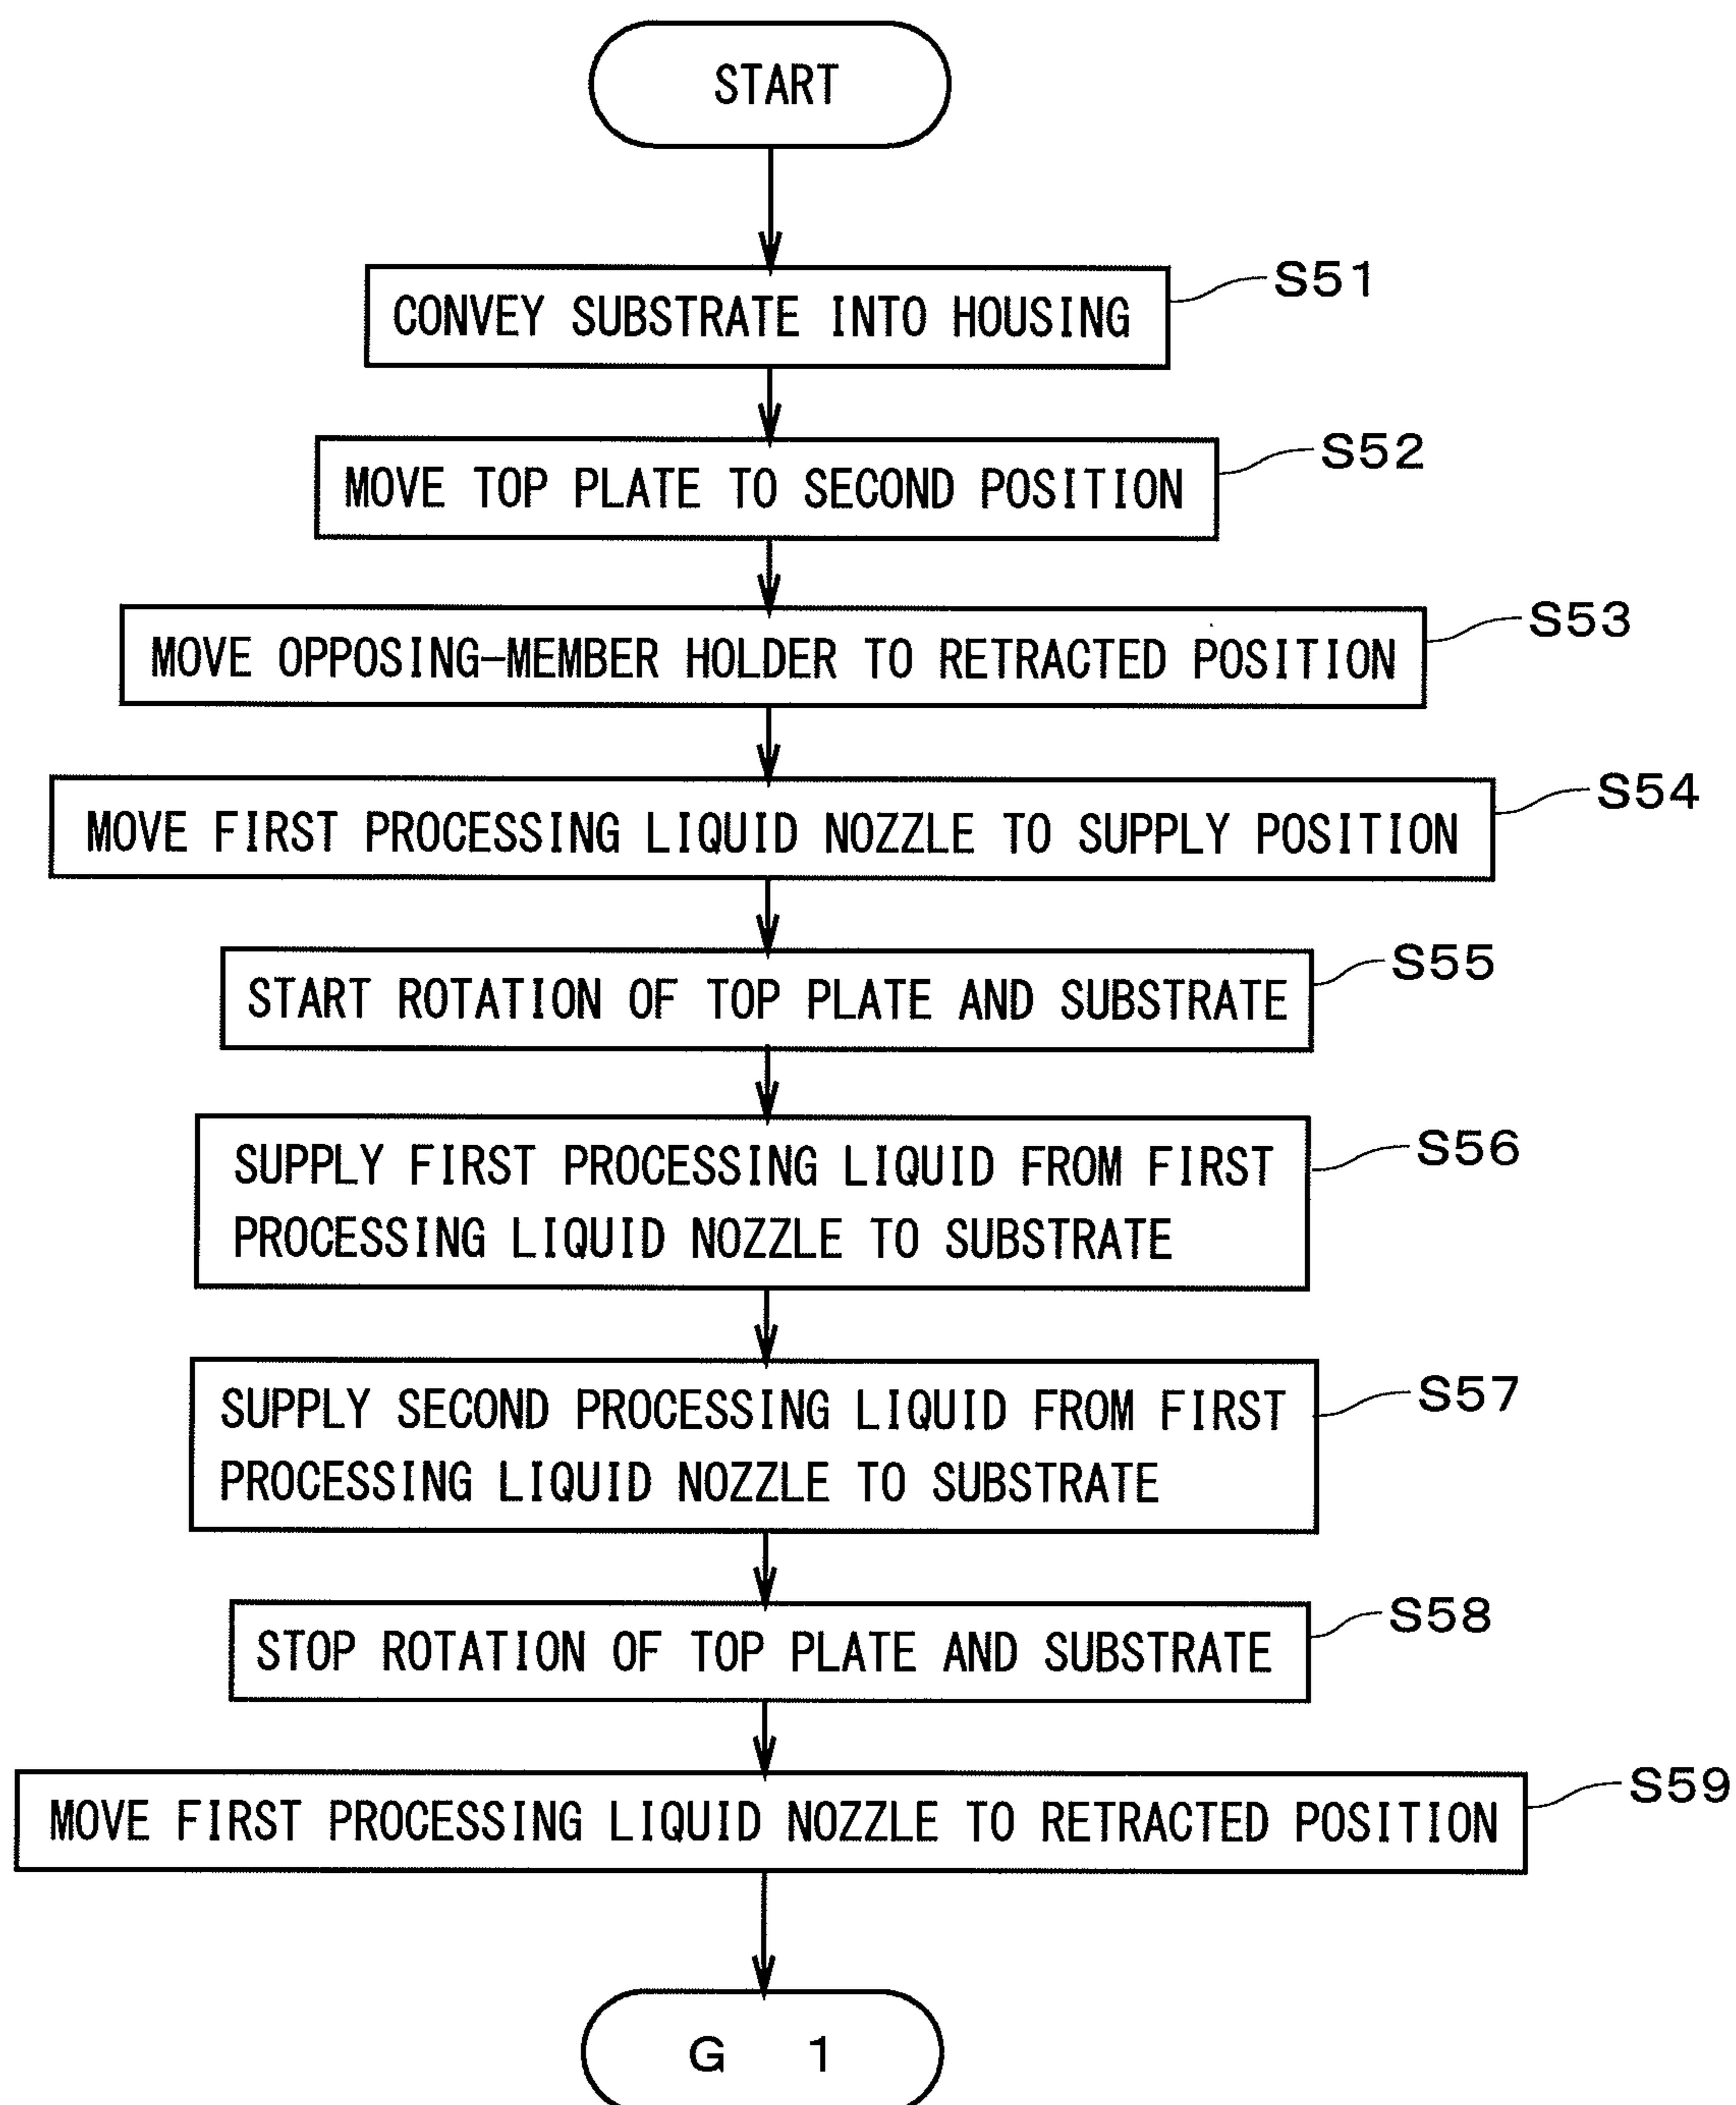 START
CONVEY SUBSTRATE INTO HOUSING
S51
MOVE TOP PLATE TO SECOND POSITION
S52
MOVE OPPOSING-MEMBER HOLDER TO RETRACTED POSITION
S53
MOVE FIRST PROCESSING LIQUID NOZZLE TO SUPPLY POSITION
S54
START ROTATION OF TOP PLATE AND SUBSTRATE
S55
SUPPLY FIRST PROCESSING LIQUID FROM FIRST
PROCESSING LIQUID NOZZLE TO SUBSTRATE
S56
SUPPLY SECOND PROCESSING LIQUID FROM FIRST
PROCESSING LIQUID NOZZLE TO SUBSTRATE
S57
STOP ROTATION OF TOP PLATE AND SUBSTRATE
S58
MOVE FIRST PROCESSING LIQUID NOZZLE TO RETRACTED POSITION
S59
G 1